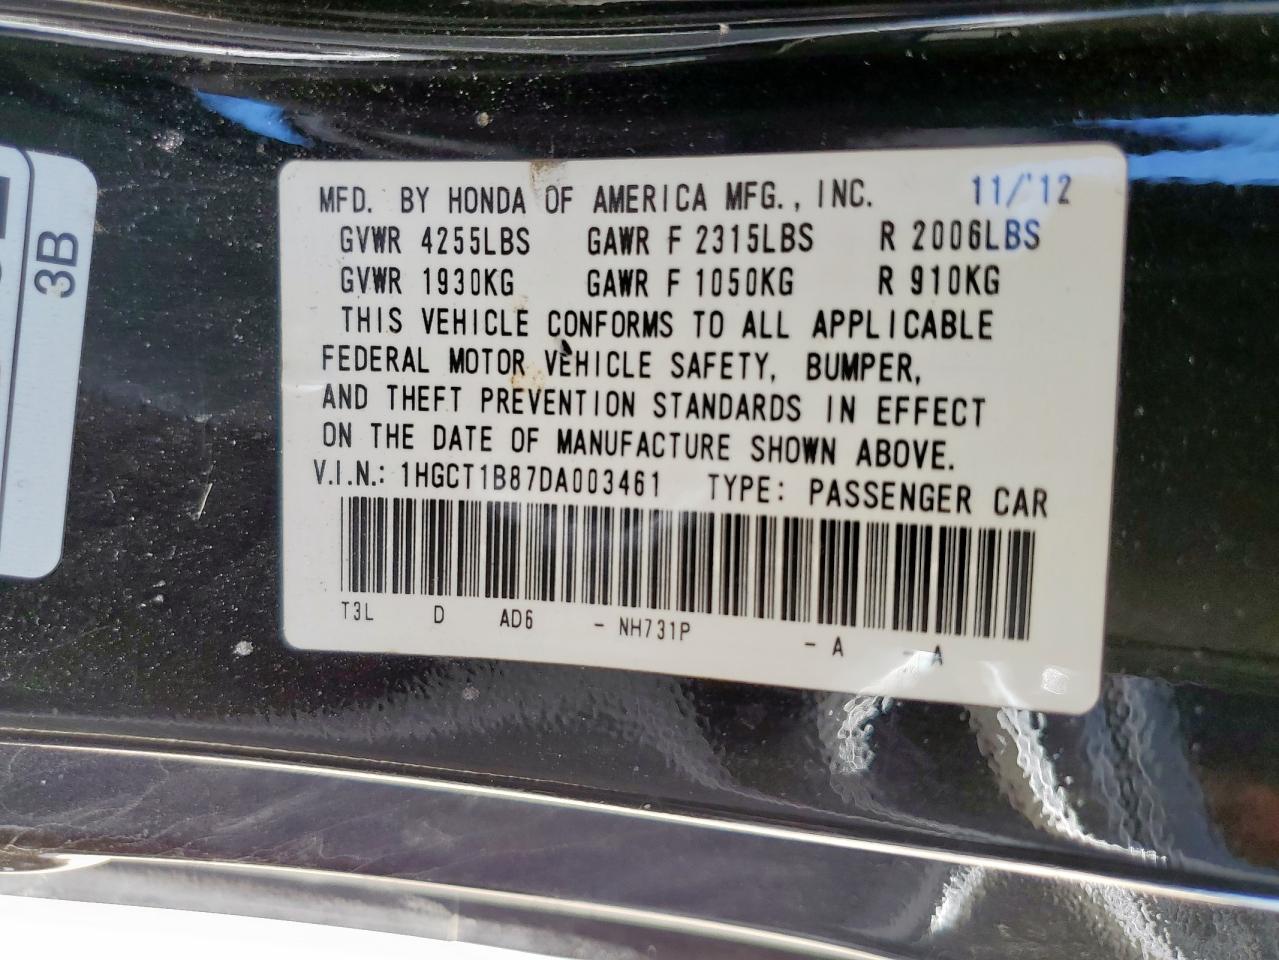 3B
MFD. BY HONDA OF AMERICA MFG., INC. 11/'12
GVWR 4255LBS GAWR F 2315LBS R 2006LBS
GVWR 1930KG GAWR F 1050KG R 910KG
THIS VEHICLE CONFORMS TO ALL APPLICABLE
FEDERAL MOTOR VEHICLE SAFETY, BUMPER,
AND THEFT PREVENTION STANDARDS IN EFFECT
ON THE DATE OF MANUFACTURE SHOWN ABOVE.
V.I.N.: 1HGCT1B87DA003461 TYPE: PASSENGER CAR
T3L D AD6 - NH731P - A - A